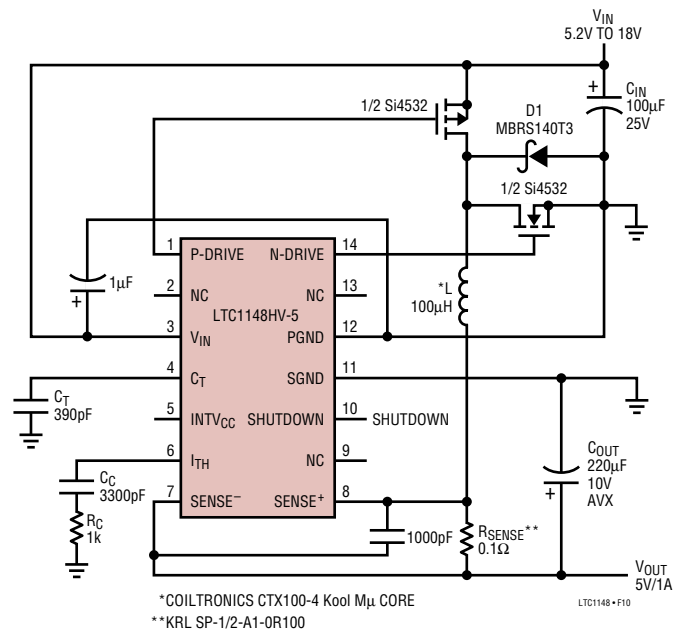 V_IN
5.2V TO 18V
+
C_IN
100µF
25V
1/2 Si4532
D1
MBRS140T3
1/2 Si4532
1
P-DRIVE
N-DRIVE
14
1µF
+
2
NC
NC
13
*L
100µH
LTC1148HV-5
3
V_IN
PGND
12
4
C_T
SGND
11
C_T
390pF
5
INTV_CC
SHUTDOWN
10
SHUTDOWN
6
I_TH
NC
9
C_C
3300pF
C_OUT
220µF
10V
AVX
+
7
SENSE⁻
SENSE⁺
8
R_C
1k
1000pF
R_SENSE**
0.1Ω
V_OUT
5V/1A
*COILTRONICS CTX100-4 Kool Mµ CORE
**KRL SP-1/2-A1-0R100
LTC1148 • F10